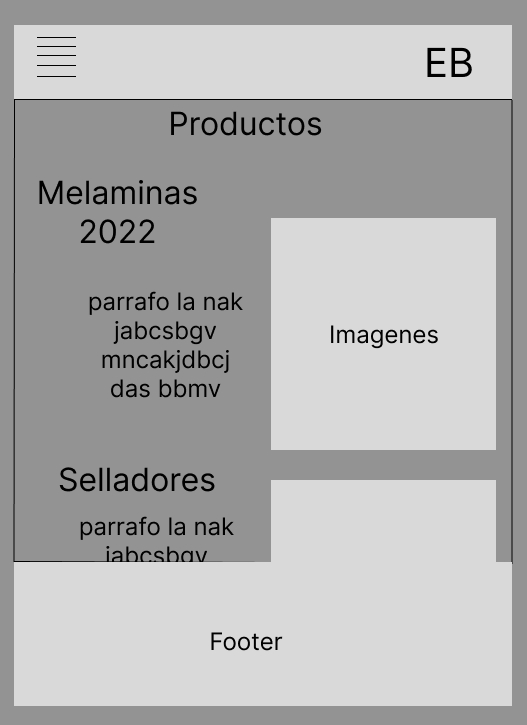 EB
Productos
Melaminas
2022
parrafo la nak
jabcsbgv
mncakjdbcj
das bbmv
Imagenes
Selladores
parrafo la nak
jabcsbgv
Footer